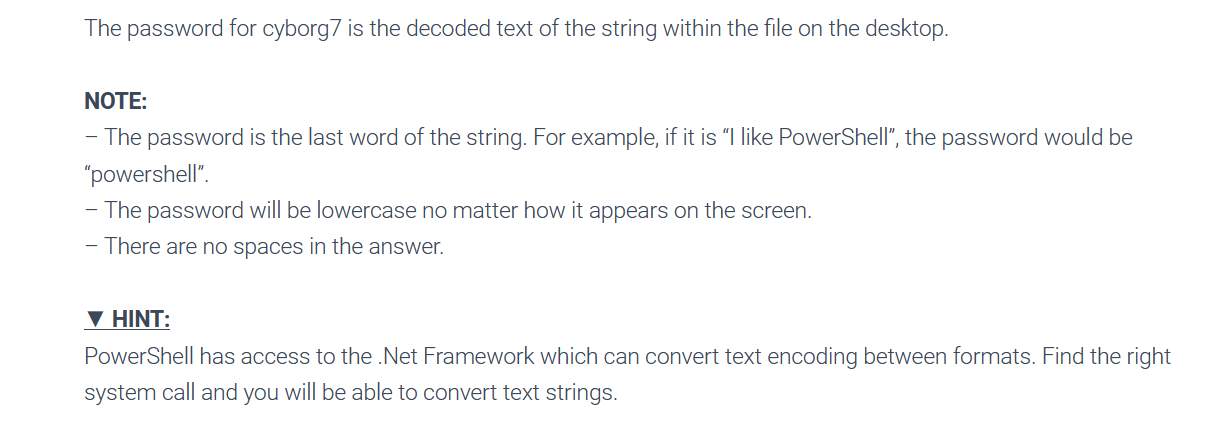 The password for cyborg7 is the decoded text of the string within the file on the desktop.
NOTE:
– The password is the last word of the string. For example, if it is “I like PowerShell”, the password would be
“powershell”.
– The password will be lowercase no matter how it appears on the screen.
– There are no spaces in the answer.
▼ HINT:
PowerShell has access to the .Net Framework which can convert text encoding between formats. Find the right
system call and you will be able to convert text strings.